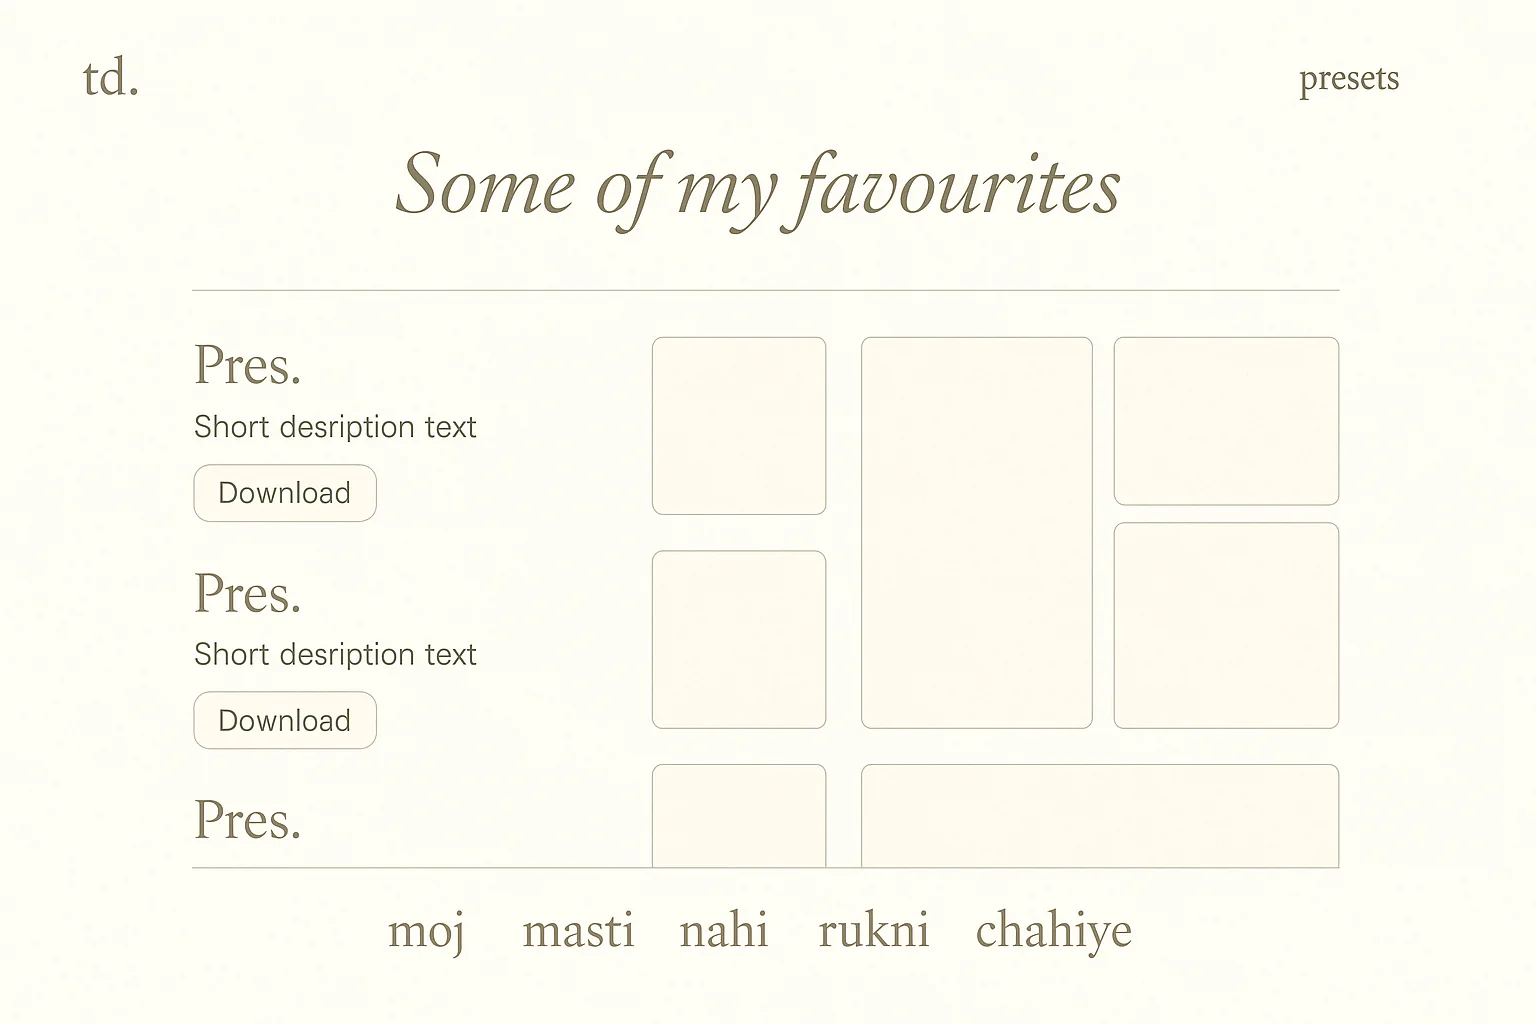 td.
presets
Some of my favourites
Pres.
Short desription text
Download
Pres.
Short desription text
Download
Pres.
moj masti nahi rukni chahiye